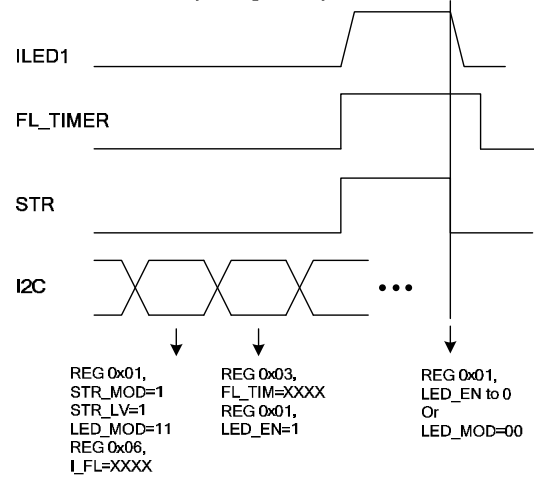 ILED1
FL_TIMER
STR
I2C
REG 0x01,
STR_MOD=1
STR_LV=1
LED_MOD=11
REG 0x06,
I_FL=XXXX
REG 0x03,
FL_TIM=XXXX
REG 0x01,
LED_EN=1
REG 0x01,
LED_EN to 0
Or
LED_MOD=00